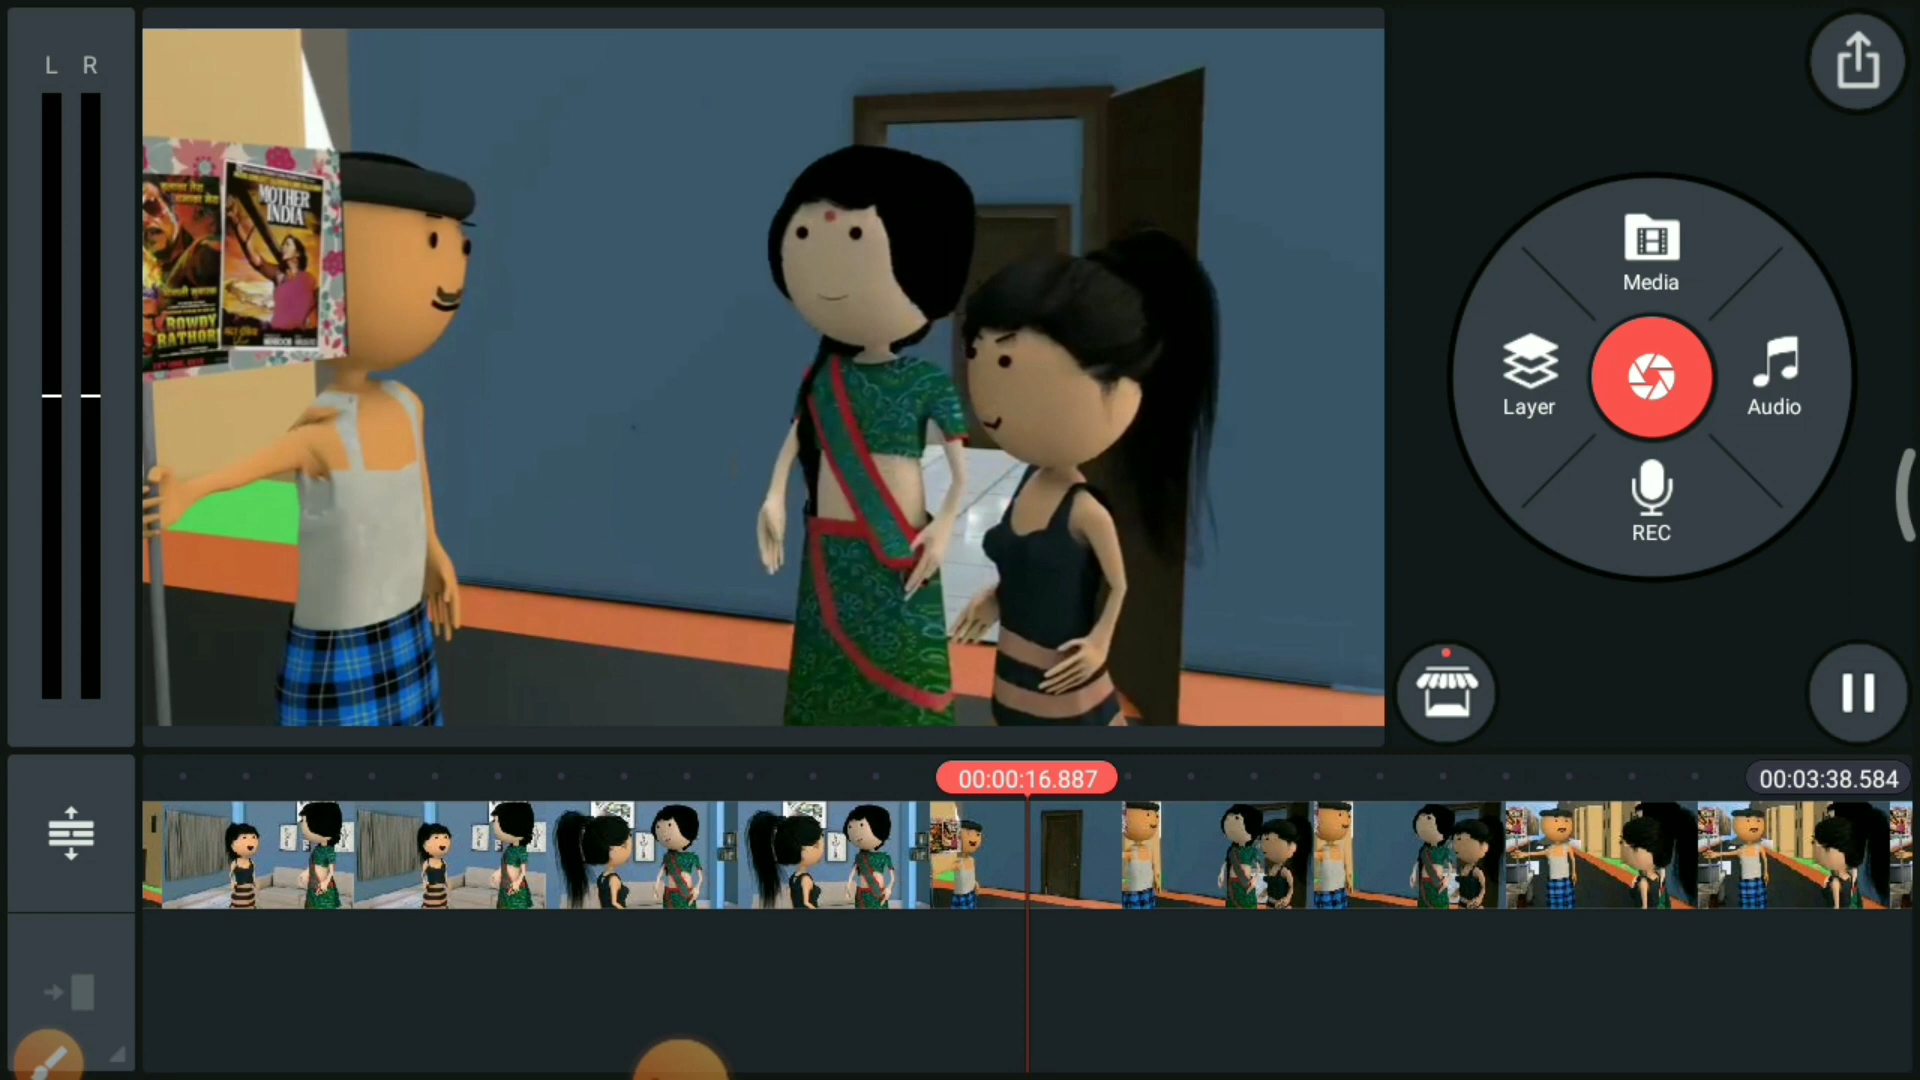 L R
MOTHER
INDIA
ROWDY
RATHOR
Media
Layer
Audio
REC
00:00:16.887
00:03:38.584